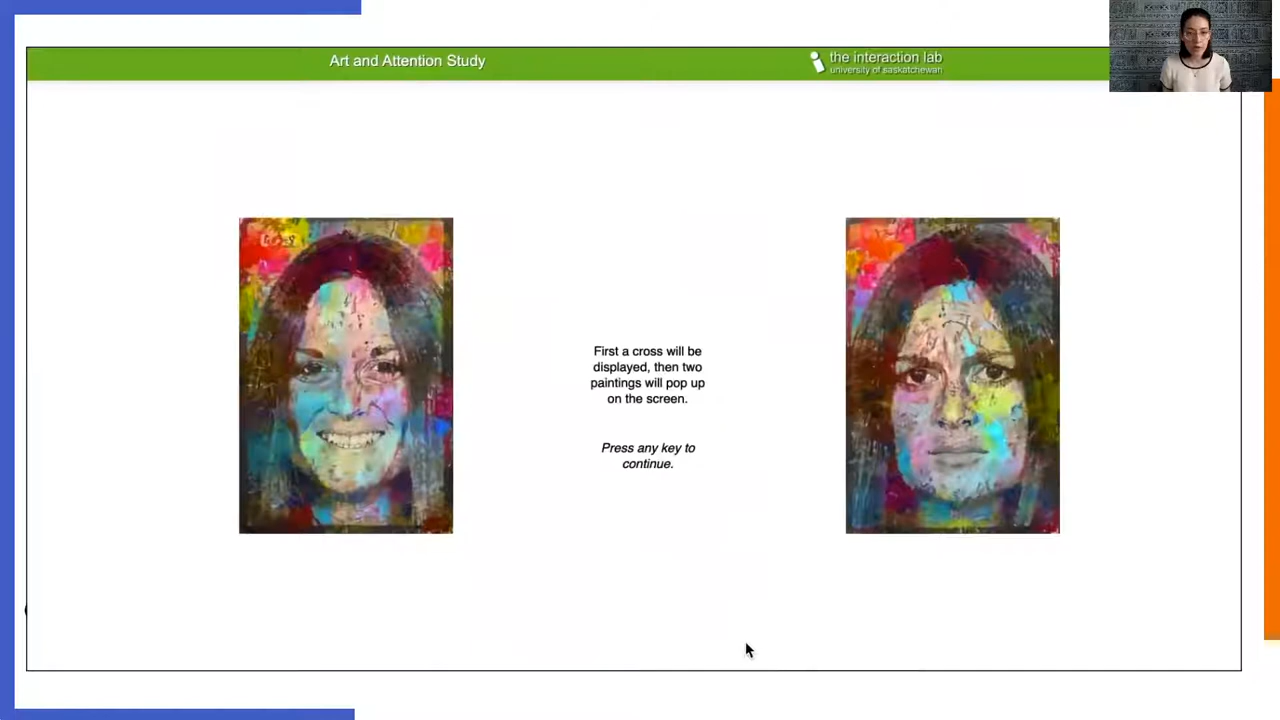 Art and Attention Study
the interaction lab
university of saskatchewan
First a cross will be
displayed, then two
paintings will pop up
on the screen.
Press any key to
continue.